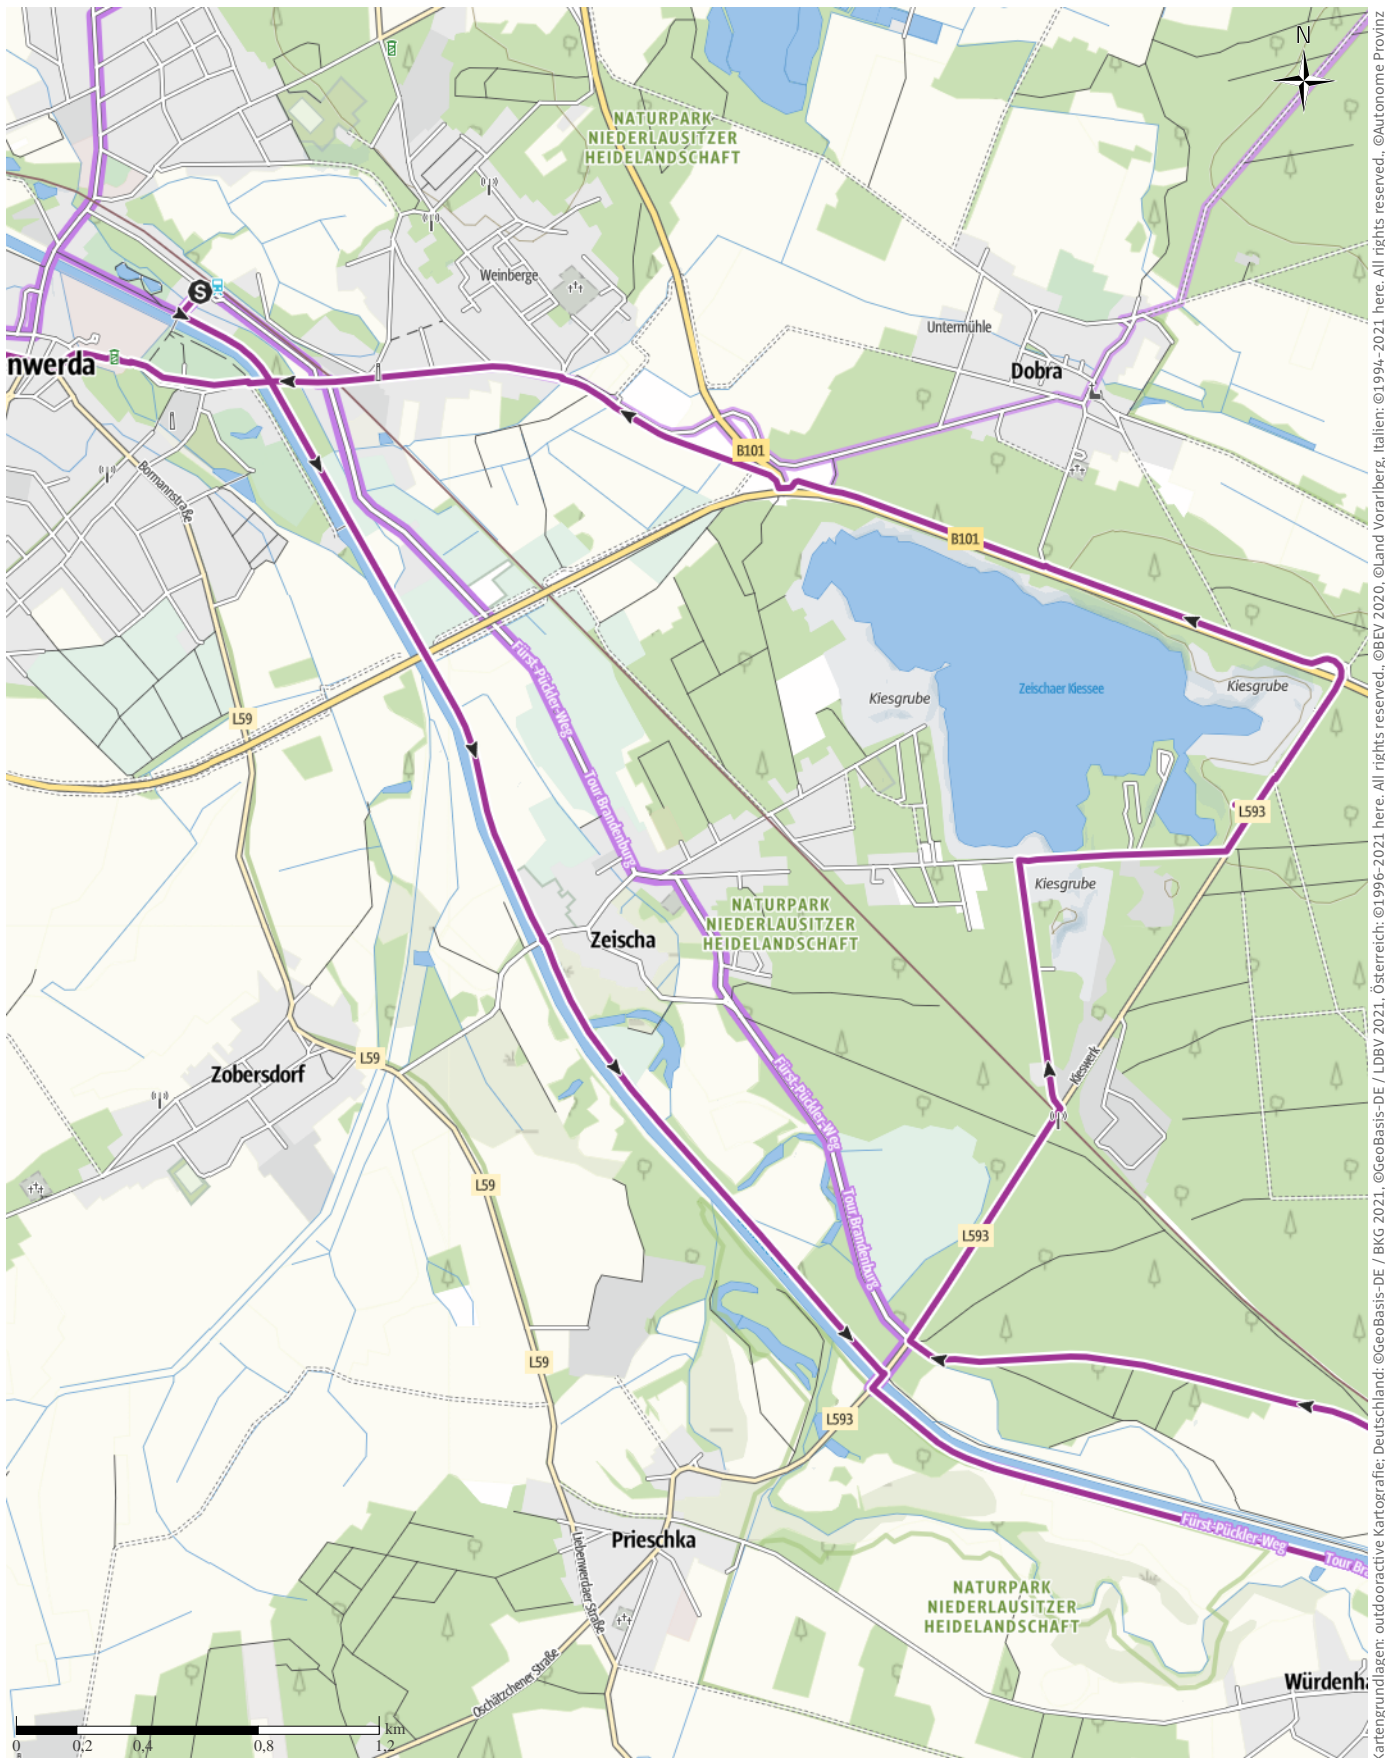 N
NATURPARK
NIEDERLAUSITZER
HEIDELANDSCHAFT
Weinberge
S
Untermühle
Dobra
nwerda
B101
Bormannstraße
B101
Fürst-Pückler-Weg
Kiesgrube
Zeischaer Kiessee
Kiesgrube
L59
Tour Brandenburg
L593
Kiesgrube
NATURPARK
NIEDERLAUSITZER
HEIDELANDSCHAFT
Zeischa
L59
Zobersdorf
Kieswerk
Fürst-Pückler-Weg
L59
Tour Brandenburg
L593
L59
L593
Fürst-Pückler-Weg
Tour Bra
Prieschka
Liebenwerdaer Straße
NATURPARK
NIEDERLAUSITZER
HEIDELANDSCHAFT
Oschätzchener Straße
Würdenha
km
0 0,2 0,4 0,8 1,2
artengrundlagen: outdooractive Kartografie; Deutschland: ©GeoBasis-DE / BKG 2021, ©GeoBasis-DE / LDBV 2021, Österreich: ©1996-2021 here. All rights reserved., ©BEV 2020, ©Land Vorarlberg, Italien: ©1994-2021 here. All rights reserved., ©Autonome Provinz